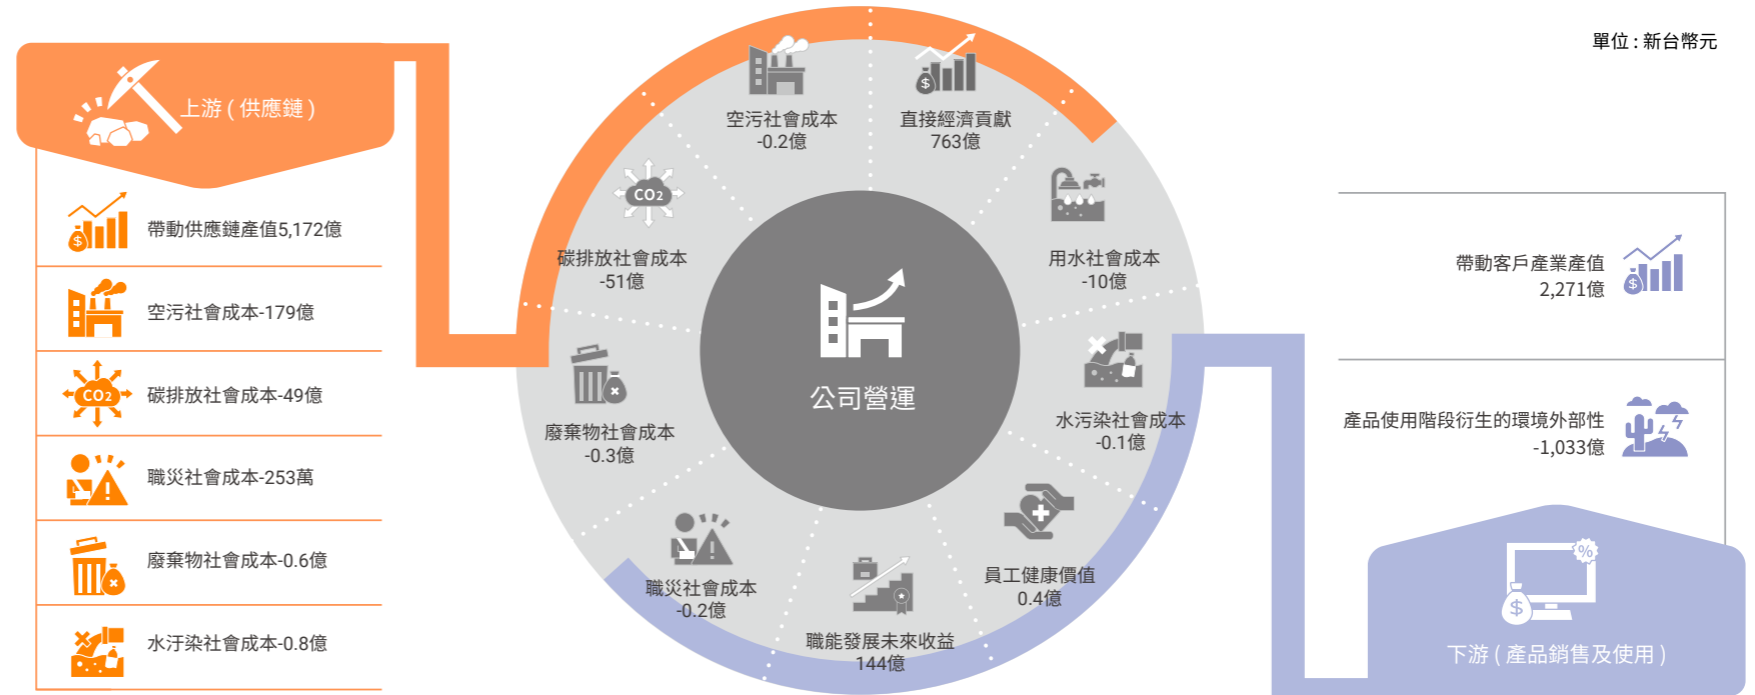 單位 : 新台幣元
上游 ( 供應鏈 )
帶動供應鏈產值5,172億
空污社會成本-179億
CO2
碳排放社會成本-49億
職災社會成本-253萬
廢棄物社會成本-0.6億
水汙染社會成本-0.8億
空污社會成本
-0.2億
直接經濟貢獻
763億
CO2
碳排放社會成本
-51億
用水社會成本
-10億
廢棄物社會成本
-0.3億
公司營運
水污染社會成本
-0.1億
職災社會成本
-0.2億
職能發展未來收益
144億
員工健康價值
0.4億
帶動客戶產業產值
2,271億
產品使用階段衍生的環境外部性
-1,033億
下游 ( 產品銷售及使用 )